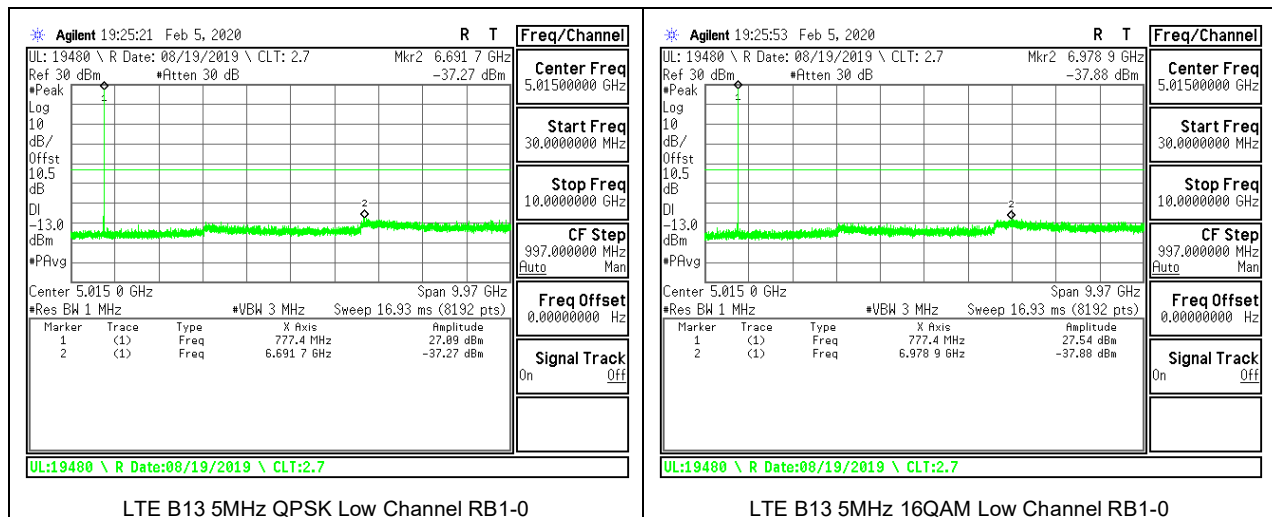 Agilent 19:25:21 Feb 5, 2020 R T
UL: 19480 \ R Date: 08/19/2019 \ CLT: 2.7 Mkr2 6.691 7 GHz
Ref 30 dBm #Atten 30 dB -37.27 dBm
#Peak
Log
10
dB/
Offst
10.5
dB
DI
-13.0
dBm
#PAvg
1
2
Center 5.015 0 GHz Span 9.97 GHz
#Res BW 1 MHz #VBW 3 MHz Sweep 16.93 ms (8192 pts)
Marker Trace Type X Axis Amplitude
1 (1) Freq 777.4 MHz 27.09 dBm
2 (1) Freq 6.691 7 GHz -37.27 dBm
UL:19480 \ R Date:08/19/2019 \ CLT:2.7
Freq/Channel
Center Freq
5.01500000 GHz
Start Freq
30.0000000 MHz
Stop Freq
10.0000000 GHz
CF Step
997.000000 MHz
Auto Man
Freq Offset
0.00000000 Hz
Signal Track
On Off
LTE B13 5MHz QPSK Low Channel RB1-0
Agilent 19:25:53 Feb 5, 2020 R T
UL: 19480 \ R Date: 08/19/2019 \ CLT: 2.7 Mkr2 6.978 9 GHz
Ref 30 dBm #Atten 30 dB -37.88 dBm
#Peak
Log
10
dB/
Offst
10.5
dB
DI
-13.0
dBm
#PAvg
1
2
Center 5.015 0 GHz Span 9.97 GHz
#Res BW 1 MHz #VBW 3 MHz Sweep 16.93 ms (8192 pts)
Marker Trace Type X Axis Amplitude
1 (1) Freq 777.4 MHz 27.54 dBm
2 (1) Freq 6.978 9 GHz -37.88 dBm
UL:19480 \ R Date:08/19/2019 \ CLT:2.7
Freq/Channel
Center Freq
5.01500000 GHz
Start Freq
30.0000000 MHz
Stop Freq
10.0000000 GHz
CF Step
997.000000 MHz
Auto Man
Freq Offset
0.00000000 Hz
Signal Track
On Off
LTE B13 5MHz 16QAM Low Channel RB1-0